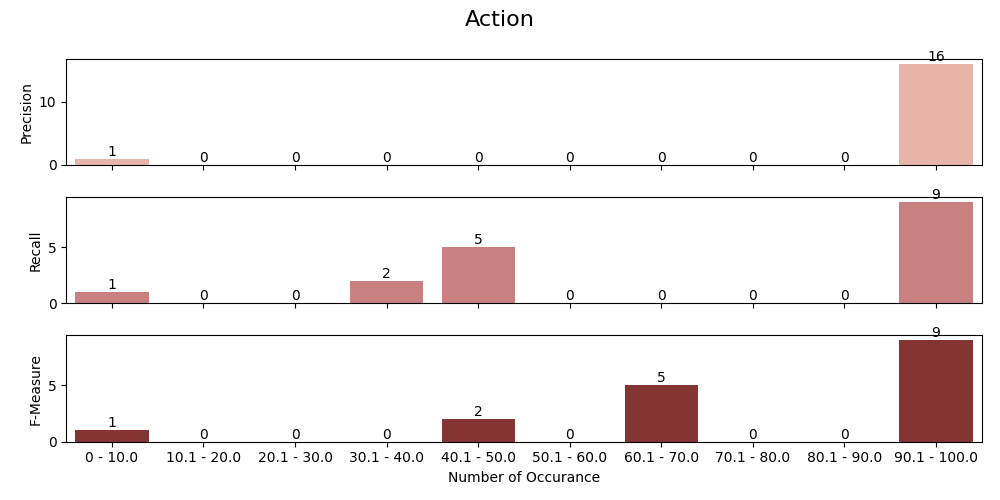 Action
Precision
10
0
1 0 0 0 0 0 0 0 0 16
Recall
5
0
1 0 0 2 5 0 0 0 0 9
F-Measure
5
0
1 0 0 0 2 0 5 0 0 9
0 - 10.0 10.1 - 20.0 20.1 - 30.0 30.1 - 40.0 40.1 - 50.0 50.1 - 60.0 60.1 - 70.0 70.1 - 80.0 80.1 - 90.0 90.1 - 100.0
Number of Occurance